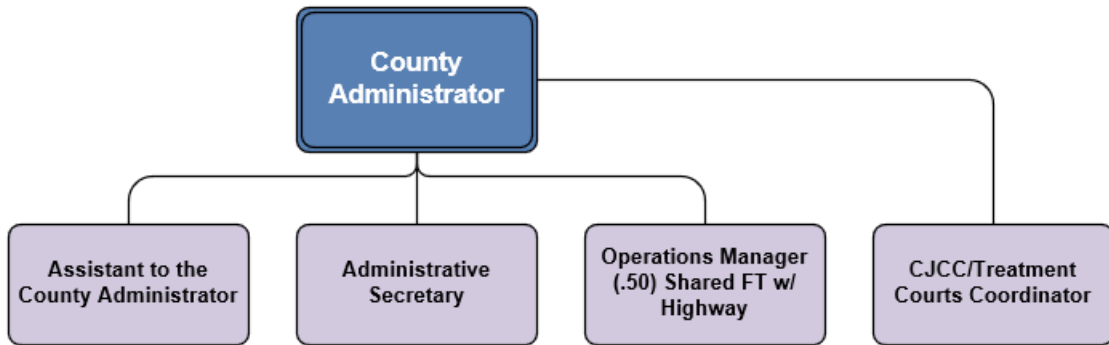 County
Administrator
Assistant to the
County Administrator
Administrative
Secretary
Operations Manager
(.50) Shared FT w/
Highway
CJCC/Treatment
Courts Coordinator